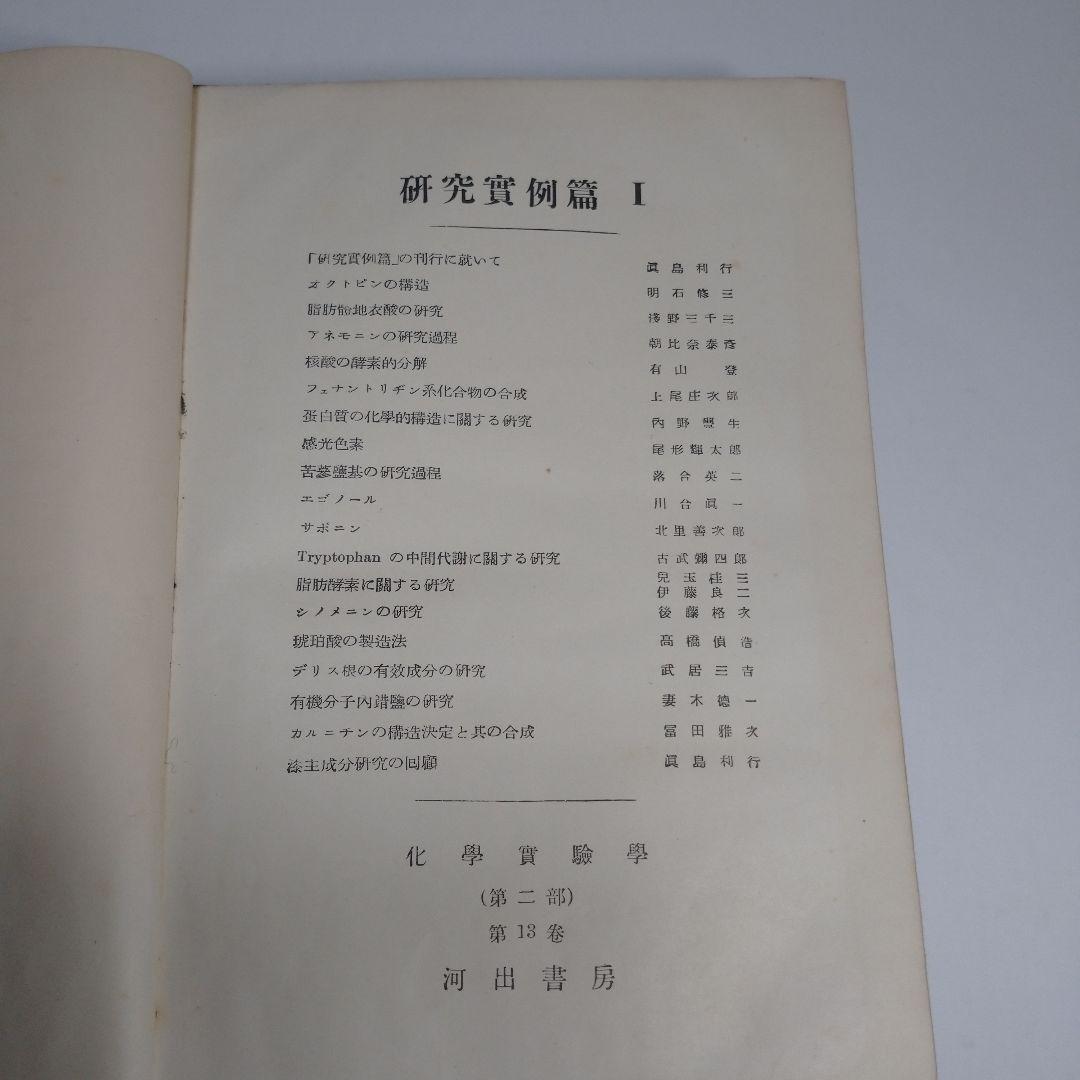 研究實例篇 I
「研究實例篇」の刊行に就いて 眞島利行
オクトピンの構造 明石修三
脂肪酸地衣酸の研究 淺野三千三
アネモニンの研究過程 朝比奈泰彦
核酸の酵素的分解 有山登
フェナントリヂン系化合物の合成 上尾庄次郎
蛋白質の化學的構造に關する研究 內野豐生
感光色素 尾形輝太郎
苦蔘鹽基の研究過程 落合英二
エゴノール 川合眞一
サポニン 北里善次郎
Tryptophan の中間代謝に關する研究 古武彌四郎
脂肪酵素に關する研究 兒玉桂三
伊藤良二
シノメニンの研究 後藤格次
琥珀酸の製造法 高橋偵造
デリス根の有效成分の研究 武居三吉
有機分子內錯鹽の研究 妻木德一
カルニチンの構造決定と其の合成 冨田雅次
漆主成分研究の回顧 眞島利行
化學實驗學
(第二部)
第13卷
河出書房